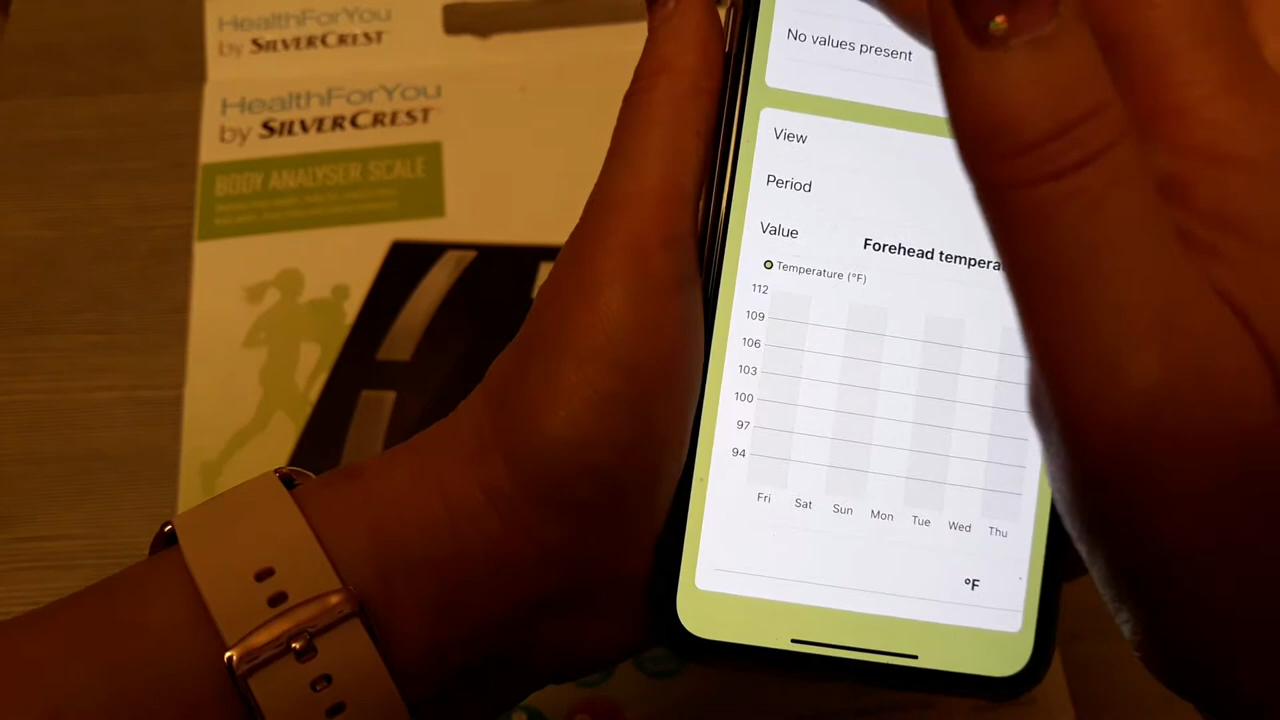 HealthForYou
by SILVERCREST
HealthForYou
by SILVERCREST
BODY ANALYSER SCALE
No values present
View
Period
Value
Forehead tempera
Temperature (°F)
112
109
106
103
100
97
94
Fri Sat Sun Mon Tue Wed Thu
°F